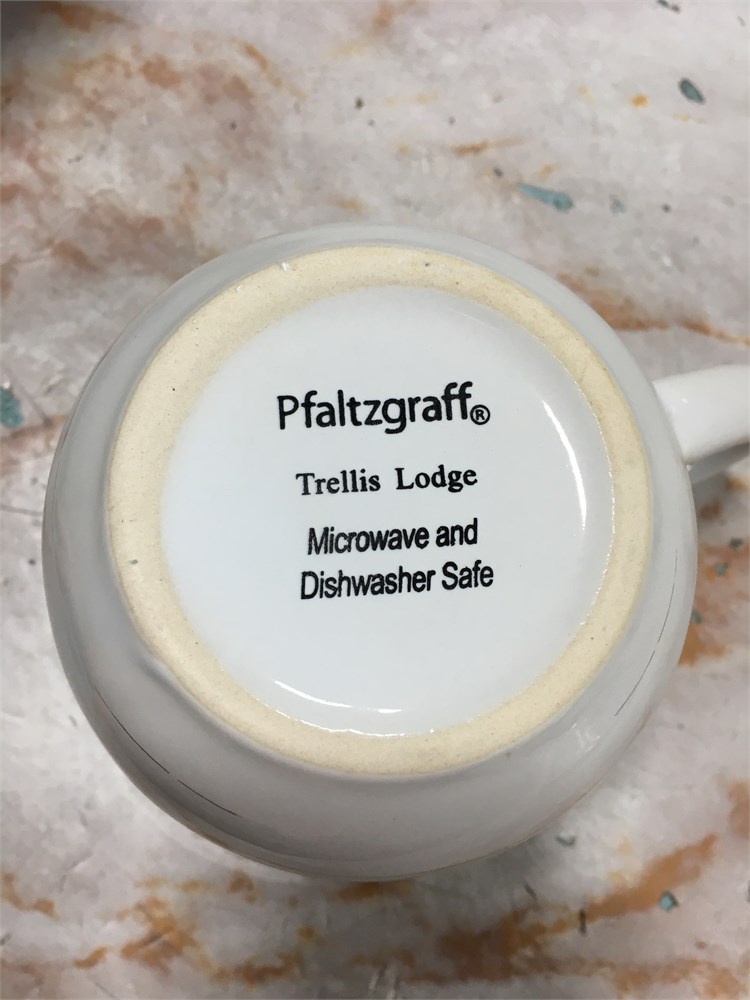 Pfaltzgraff®
Trellis Lodge
Microwave and
Dishwasher Safe